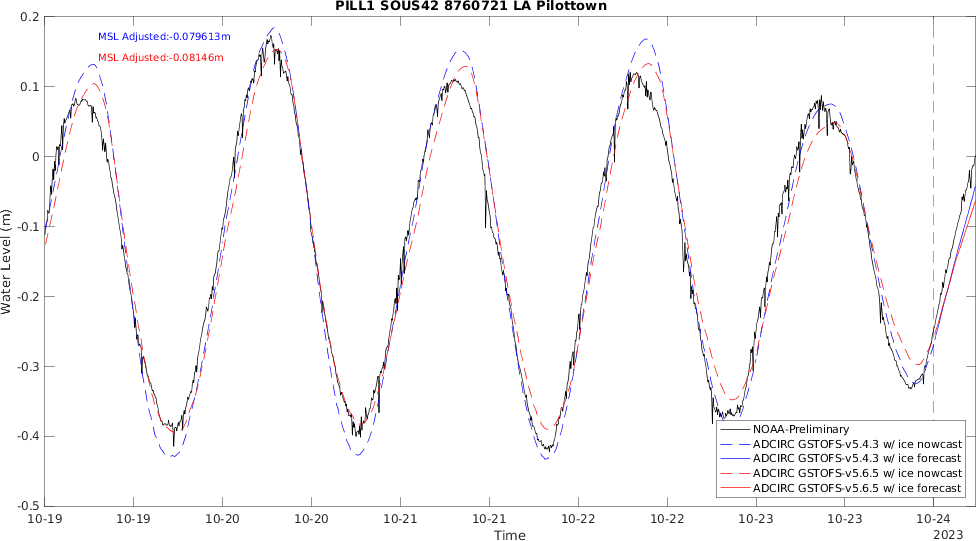 PILL1 SOUS42 8760721 LA Pilottown
MSL Adjusted:-0.079613m
MSL Adjusted:-0.08146m
0.2
0.1
0
-0.1
-0.2
-0.3
-0.4
-0.5
Water Level (m)
NOAA-Preliminary
ADCIRC GSTOFS-v5.4.3 w/ ice nowcast
ADCIRC GSTOFS-v5.4.3 w/ ice forecast
ADCIRC GSTOFS-v5.6.5 w/ ice nowcast
ADCIRC GSTOFS-v5.6.5 w/ ice forecast
10-19 10-19 10-20 10-20 10-21 10-21 10-22 10-22 10-23 10-23 10-24
2023
Time